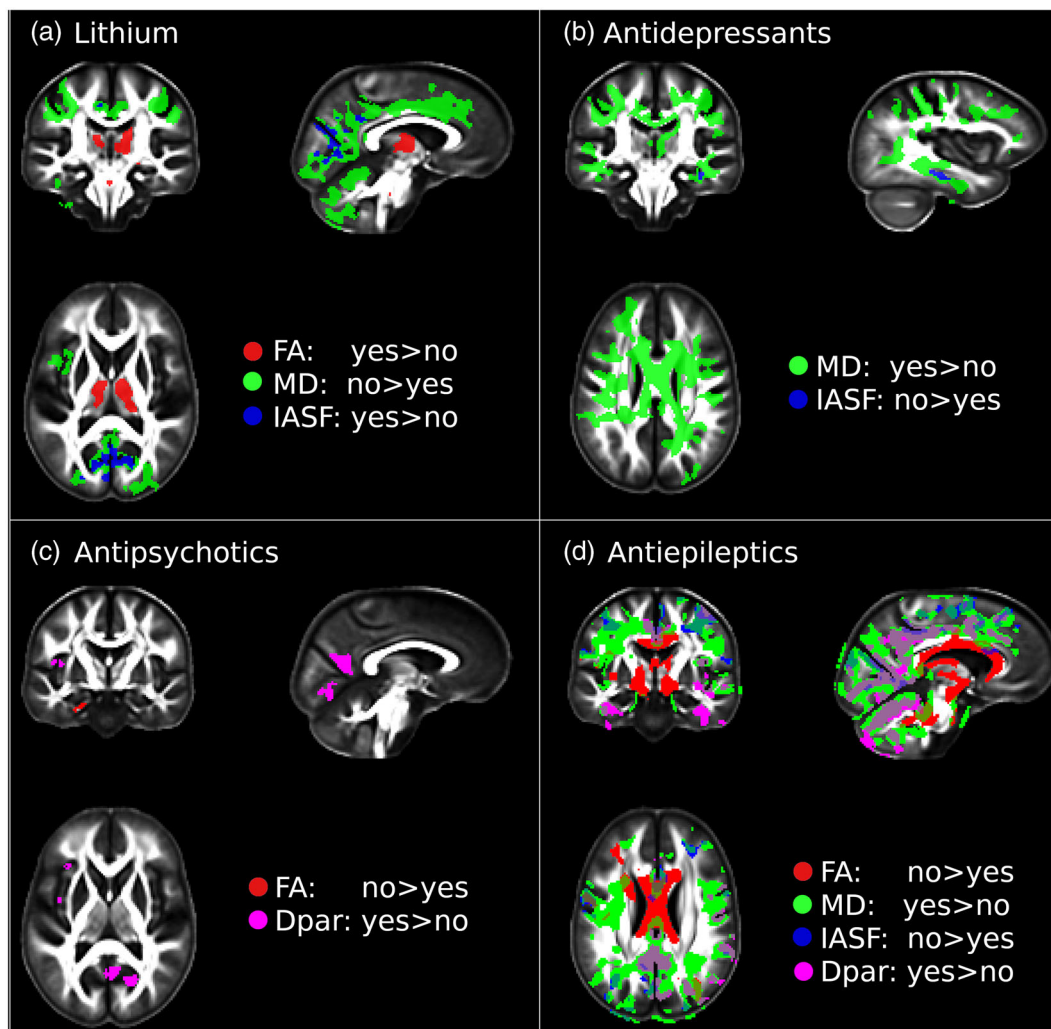 (a) Lithium
FA: yes>no
MD: no>yes
IASF: yes>no
(b) Antidepressants
MD: yes>no
IASF: no>yes
(c) Antipsychotics
FA: no>yes
Dpar: yes>no
(d) Antiepileptics
FA: no>yes
MD: yes>no
IASF: no>yes
Dpar: yes>no